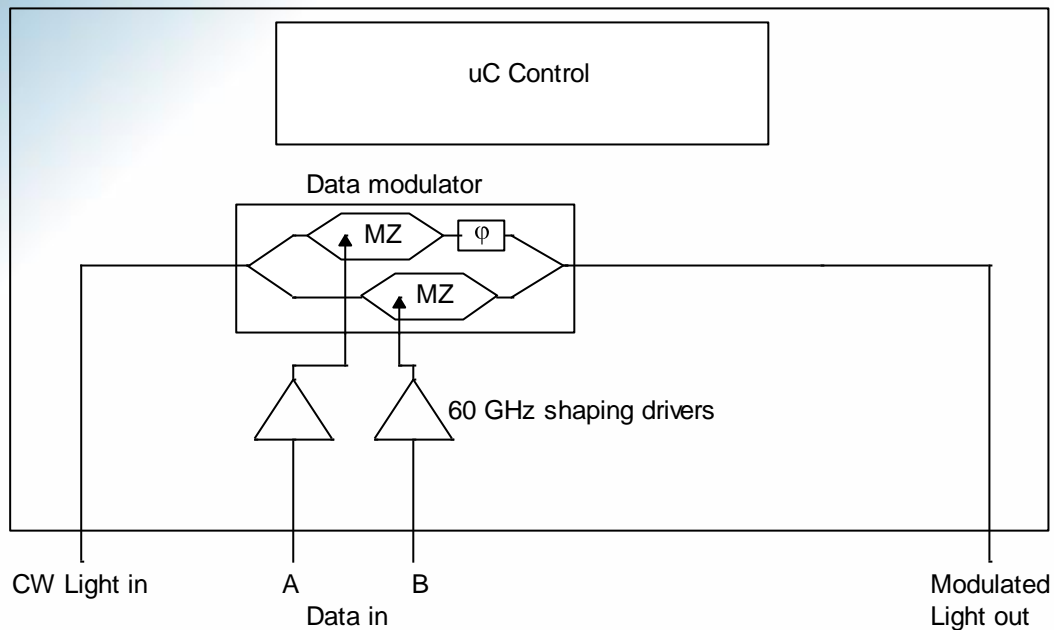 uC Control
Data modulator
MZ
φ
MZ
60 GHz shaping drivers
CW Light in
A
B
Data in
Modulated
Light out